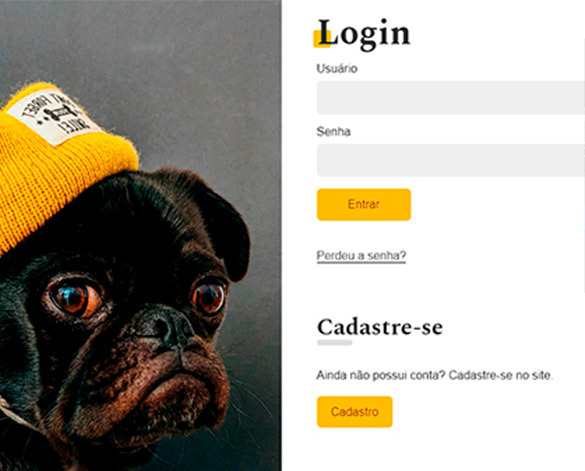 Login
Usuário
Senha
Entrar
Perdeu a senha?
Cadastre-se
Ainda não possui conta? Cadastre-se no site.
Cadastro